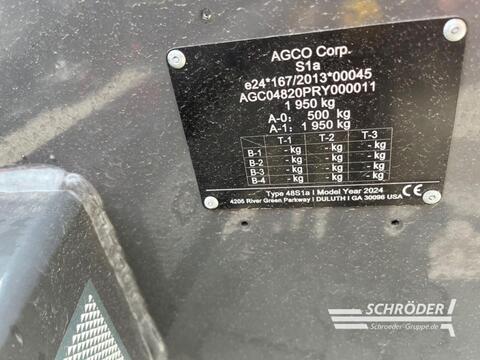 AGCO Corp.
S1a
e24*167/2013*00045
AGC04820PRY000011
1 950 kg
A-0: 500 kg
A-1: 1 950 kg
T-1 T-2 T-3
B-1 - kg - kg - kg
B-2 - kg - kg - kg
B-3 - kg - kg - kg
B-4 - kg - kg - kg
Type 48S1a | Model Year 2024
4205 River Green Parkway | DULUTH | GA 30096 USA
CE
SCHRÖDER
Schroeder-Gruppe.de